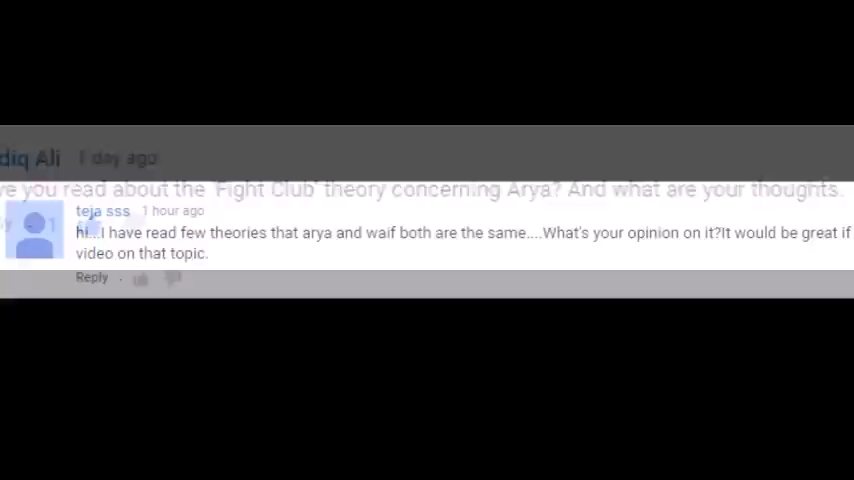 diq Ali 1 day ago
ve you read about the 'Fight Club' theory concerning Arya? And what are your thoughts.
teja sss 1 hour ago
hi...I have read few theories that arya and waif both are the same....What's your opinion on it?It would be great if
video on that topic.
Reply